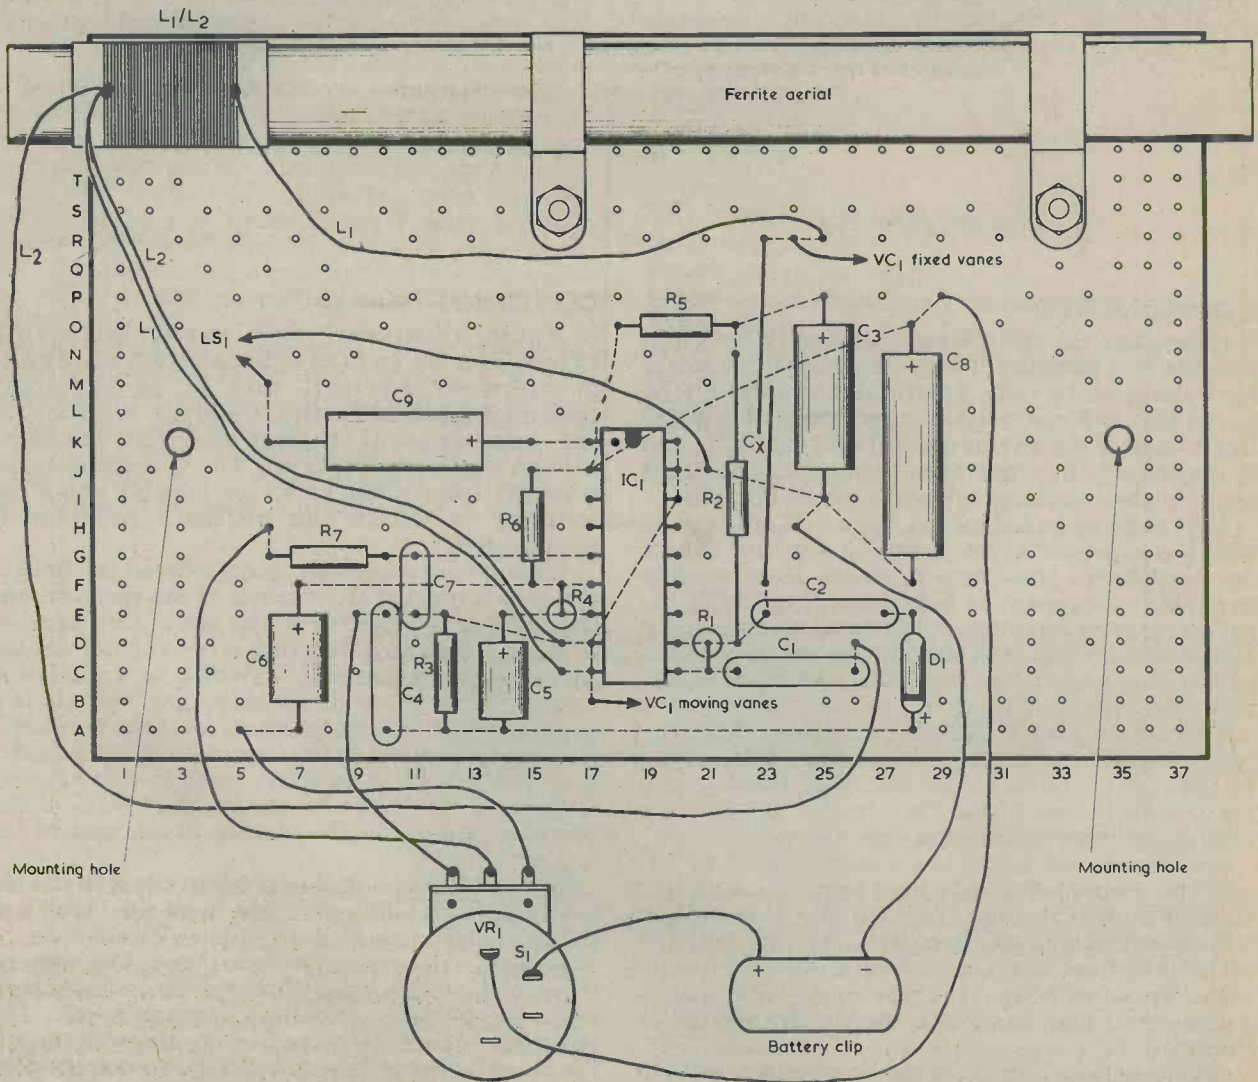 L1/L2
Ferrite aerial
T
S
R
Q
P
O
N
M
L
K
J
I
H
G
F
E
D
C
B
A
L2
L2
L1
L1
VC1 fixed vanes
LS1
R5
C3
C8
+
+
C9
+
CX
IC1
R2
R6
R7
C7
R4
C2
+
C6
R3
C4
+
C5
R1
C1
D1
+
VC1 moving vanes
1 3 5 7 9 11 13 15 17 19 21 23 25 27 29 31 33 35 37
Mounting hole
Mounting hole
VR1
S1
+ −
Battery clip